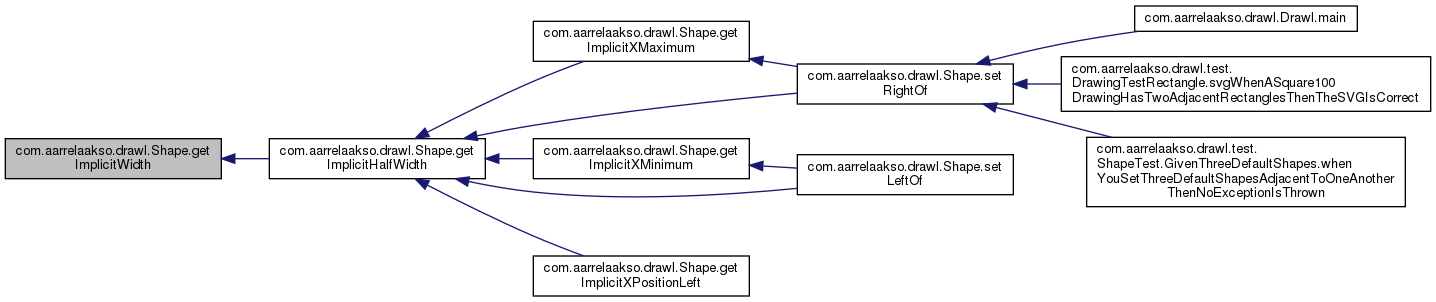 com.aarrelaakso.drawl.Shape.get
ImplicitWidth
com.aarrelaakso.drawl.Shape.get
ImplicitHalfWidth
com.aarrelaakso.drawl.Shape.get
ImplicitXMaximum
com.aarrelaakso.drawl.Shape.get
ImplicitXMinimum
com.aarrelaakso.drawl.Shape.get
ImplicitXPositionLeft
com.aarrelaakso.drawl.Shape.set
RightOf
com.aarrelaakso.drawl.Shape.set
LeftOf
com.aarrelaakso.drawl.Drawl.main
com.aarrelaakso.drawl.test.
DrawingTestRectangle.svgWhenASquare100
DrawingHasTwoAdjacentRectanglesThenTheSVGIsCorrect
com.aarrelaakso.drawl.test.
ShapeTest.GivenThreeDefaultShapes.when
YouSetThreeDefaultShapesAdjacentToOneAnother
ThenNoExceptionIsThrown